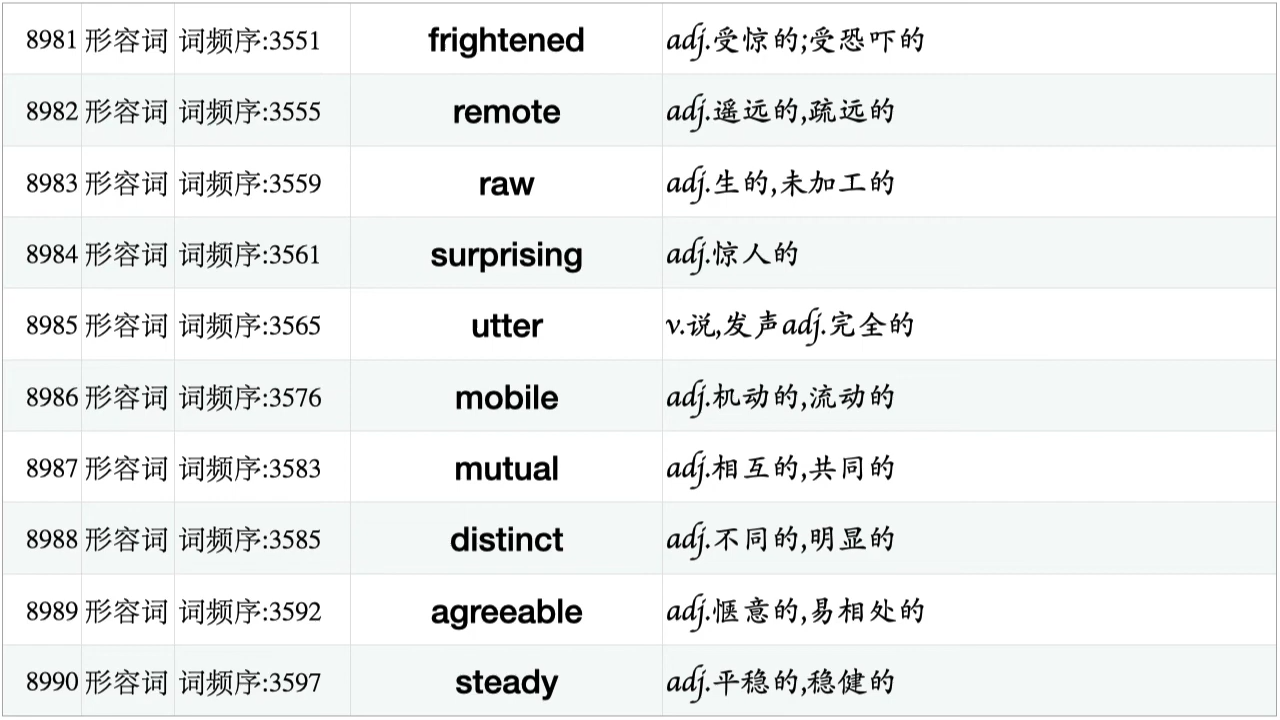 8981 形容词 词频序:3551 frightened adj.受惊的;受恐吓的
8982 形容词 词频序:3555 remote adj.遥远的,疏远的
8983 形容词 词频序:3559 raw adj.生的,未加工的
8984 形容词 词频序:3561 surprising adj.惊人的
8985 形容词 词频序:3565 utter v.说,发声adj.完全的
8986 形容词 词频序:3576 mobile adj.机动的,流动的
8987 形容词 词频序:3583 mutual adj.相互的,共同的
8988 形容词 词频序:3585 distinct adj.不同的,明显的
8989 形容词 词频序:3592 agreeable adj.惬意的,易相处的
8990 形容词 词频序:3597 steady adj.平稳的,稳健的